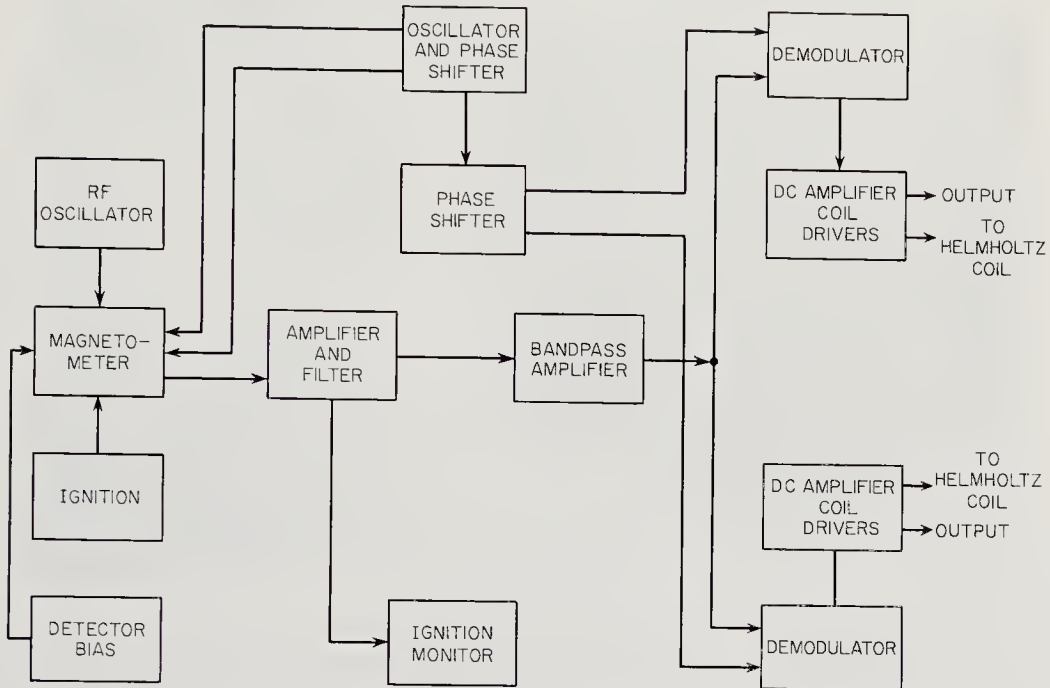 OSCILLATOR
AND PHASE
SHIFTER
DEMODULATOR
RF
OSCILLATOR
PHASE
SHIFTER
DC AMPLIFIER
COIL
DRIVERS
OUTPUT
TO
HELMHOLTZ
COIL
MAGNETO-
METER
AMPLIFIER
AND
FILTER
BANDPASS
AMPLIFIER
IGNITION
DC AMPLIFIER
COIL
DRIVERS
TO
HELMHOLTZ
COIL
OUTPUT
DETECTOR
BIAS
IGNITION
MONITOR
DEMODULATOR